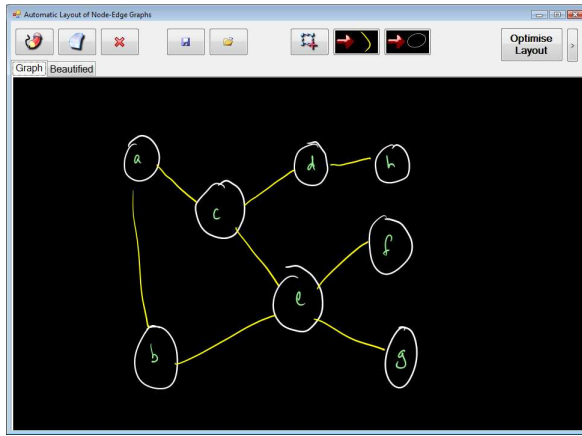 Automatic Layout of Node-Edge Graphs
Optimise
Layout
>
Graph Beautified
a
d
h
c
f
e
b
g